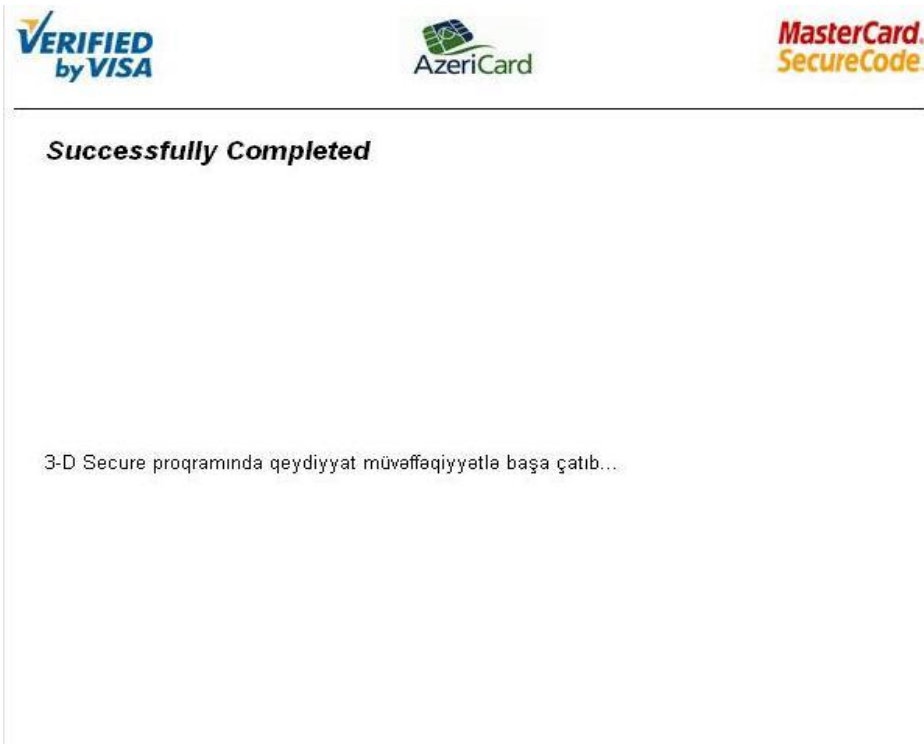 VERIFIED
by VISA
AzeriCard
MasterCard.
SecureCode
Successfully Completed
3-D Secure proqramında qeydiyyat müvəffəqiyyətlə başa çatıb...